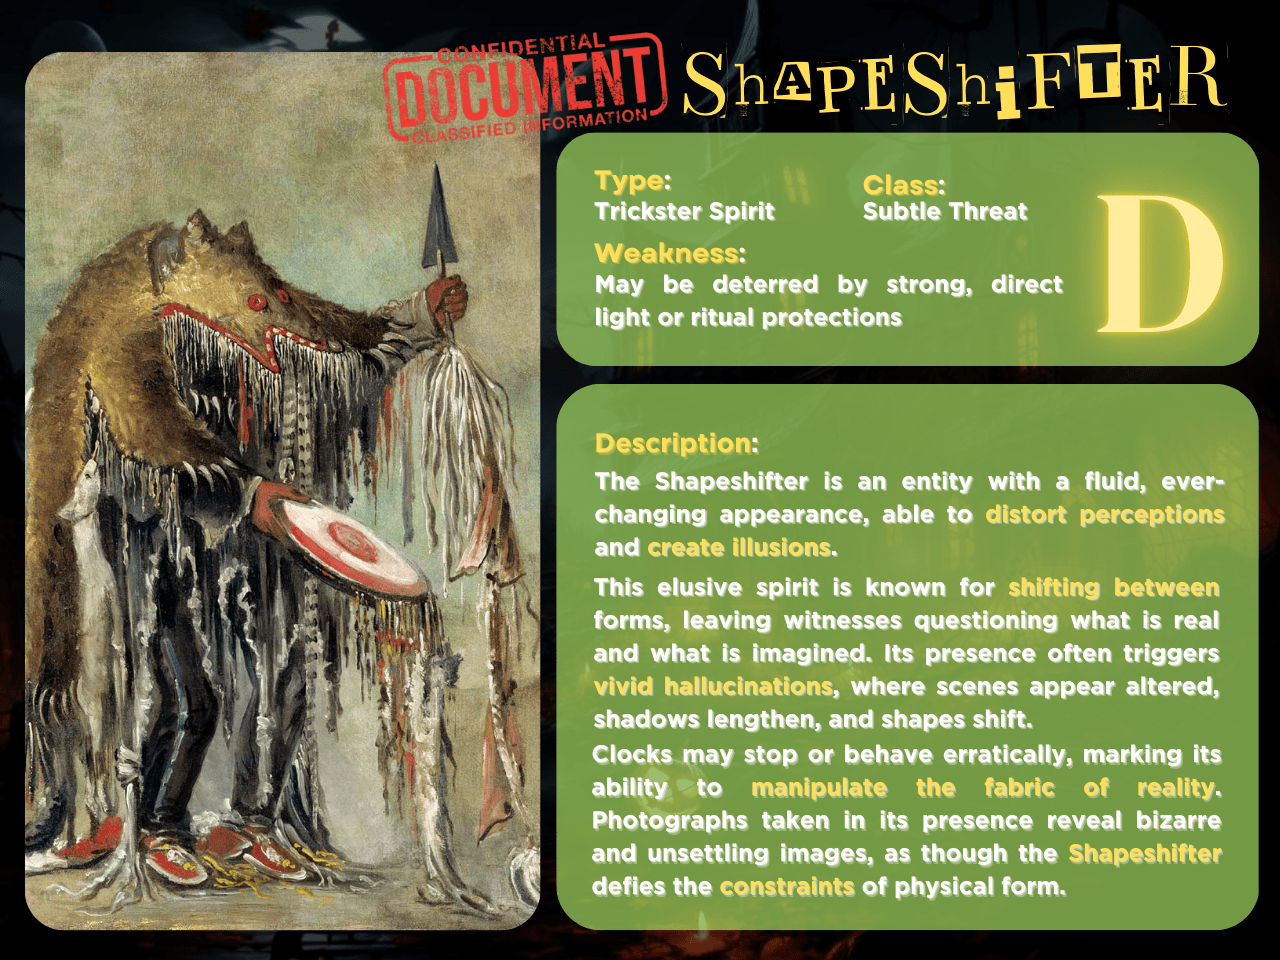 CONFIDENTIAL
DOCUMENT
CLASSIFIED INFORMATION
ShAPEShiFTER
Type:
Trickster Spirit
Class:
Subtle Threat
Weakness:
May be deterred by strong, direct
light or ritual protections
D
Description:
The Shapeshifter is an entity with a fluid, ever-
changing appearance, able to distort perceptions
and create illusions.
This elusive spirit is known for shifting between
forms, leaving witnesses questioning what is real
and what is imagined. Its presence often triggers
vivid hallucinations, where scenes appear altered,
shadows lengthen, and shapes shift.
Clocks may stop or behave erratically, marking its
ability to manipulate the fabric of reality.
Photographs taken in its presence reveal bizarre
and unsettling images, as though the Shapeshifter
defies the constraints of physical form.